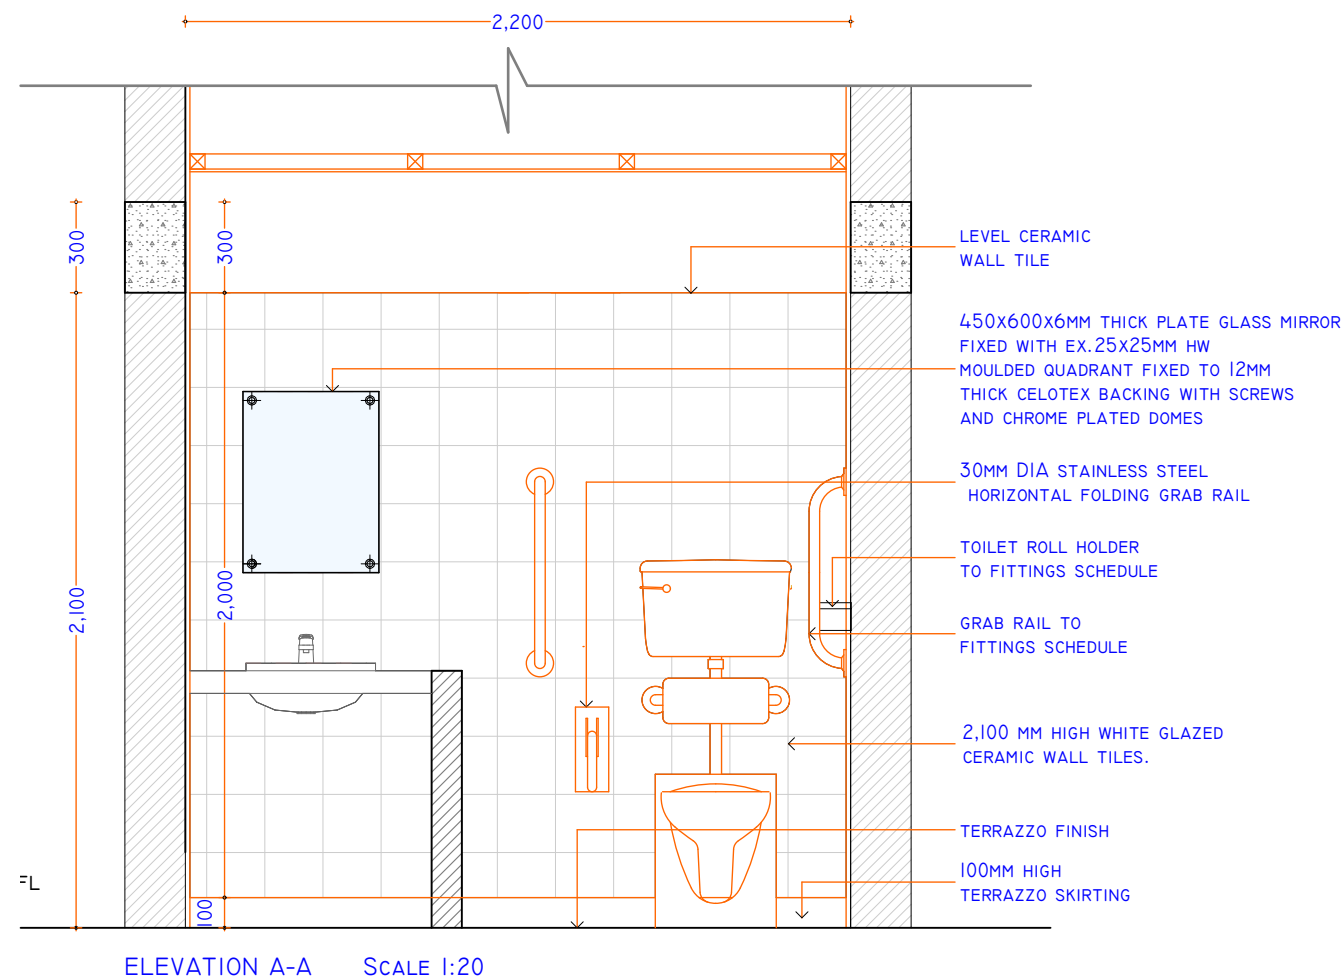 2,200
300
300
LEVEL CERAMIC
WALL TILE
450X600X6MM THICK PLATE GLASS MIRROR
FIXED WITH EX.25X25MM HW
MOULDED QUADRANT FIXED TO 12MM
THICK CELOTEX BACKING WITH SCREWS
AND CHROME PLATED DOMES
30MM DIA STAINLESS STEEL
HORIZONTAL FOLDING GRAB RAIL
TOILET ROLL HOLDER
TO FITTINGS SCHEDULE
2,100
2,000
GRAB RAIL TO
FITTINGS SCHEDULE
2,100 MM HIGH WHITE GLAZED
CERAMIC WALL TILES.
TERRAZZO FINISH
FL
100MM HIGH
TERRAZZO SKIRTING
100
ELEVATION A-A SCALE 1:20